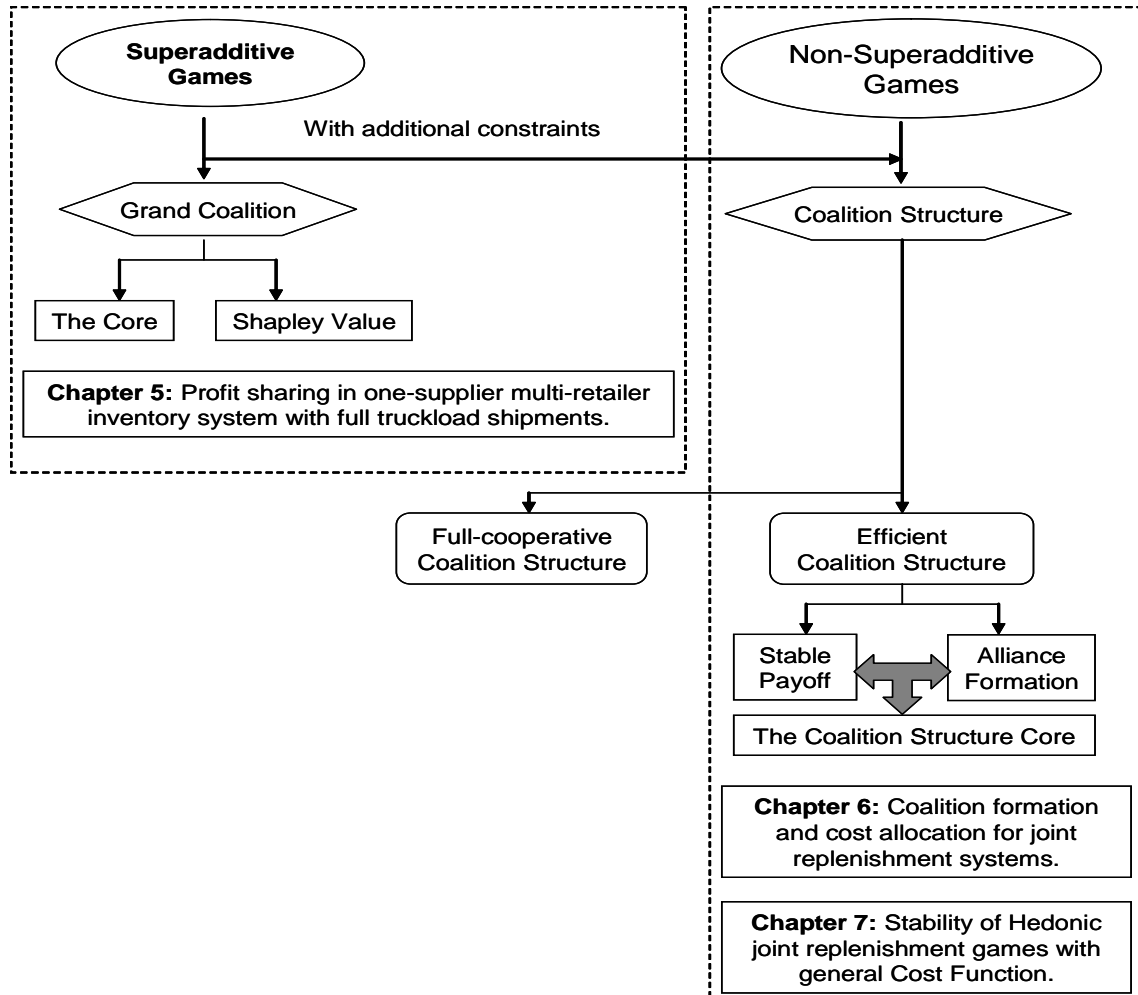 Superadditive
Games
Non-Superadditive
Games
With additional constraints
Grand Coalition
Coalition Structure
The Core
Shapley Value
Chapter 5: Profit sharing in one-supplier multi-retailer
inventory system with full truckload shipments.
Full-cooperative
Coalition Structure
Efficient
Coalition Structure
Stable
Payoff
Alliance
Formation
The Coalition Structure Core
Chapter 6: Coalition formation
and cost allocation for joint
replenishment systems.
Chapter 7: Stability of Hedonic
joint replenishment games with
general Cost Function.